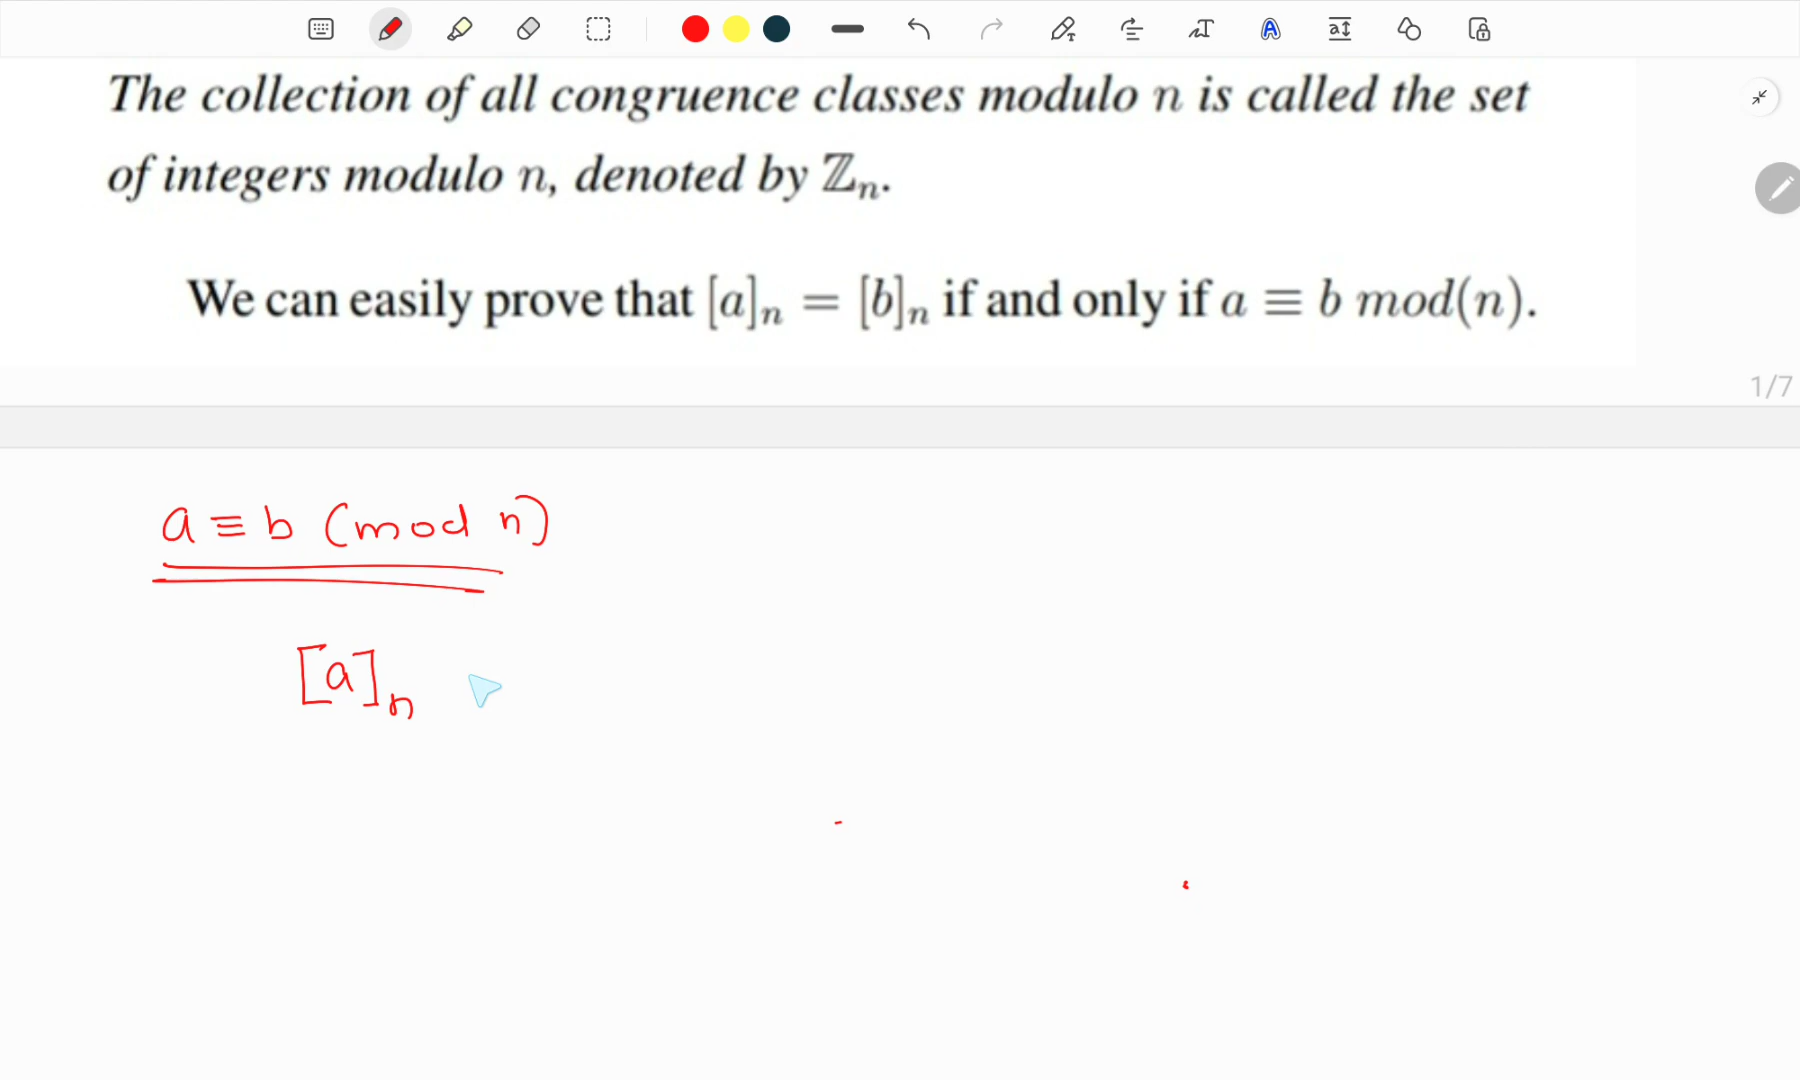 The collection of all congruence classes modulo n is called the set
of integers modulo n, denoted by ℤₙ.
We can easily prove that [a]ₙ = [b]ₙ if and only if a ≡ b mod(n).
1/7
a ≡ b (mod n)
[a]ₙ